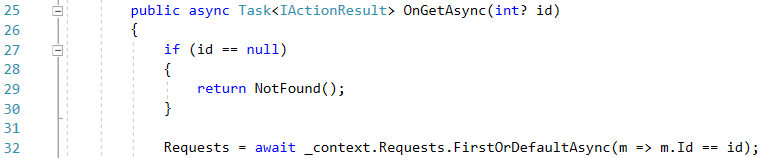 25 public async Task<IActionResult> OnGetAsync(int? id)
26 {
27 if (id == null)
28 {
29 return NotFound();
30 }
31
32 Requests = await _context.Requests.FirstOrDefaultAsync(m => m.Id == id);